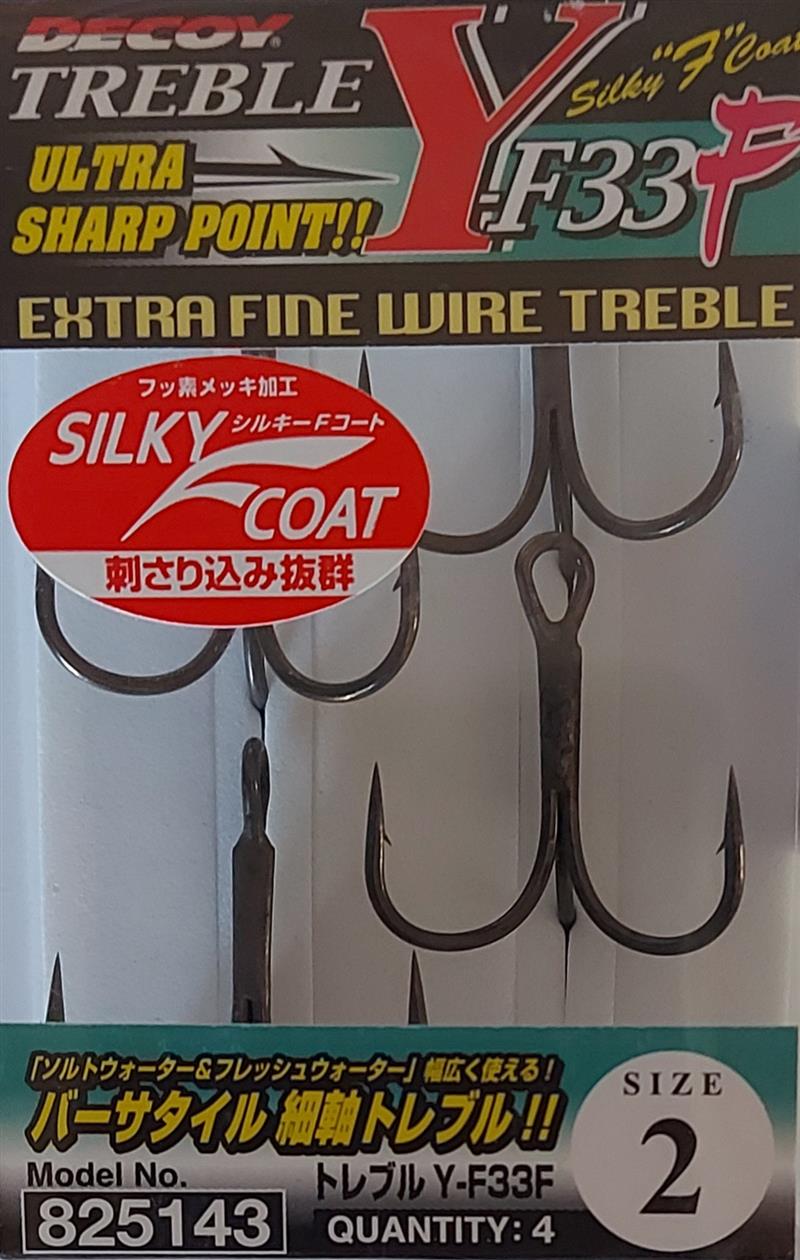 DECOY®
TREBLE Y-F33F
Silky "F" Coat
ULTRA
SHARP POINT!!
EXTRA FINE WIRE TREBLE
フッ素メッキ加工
SILKY シルキーFコート
F COAT
刺さり込み抜群
「ソルトウォーター&フレッシュウォーター」幅広く使える!
バーサタイル 細軸トレブル!!
Model No.
825143
トレブル Y-F33F
QUANTITY: 4
SIZE
2